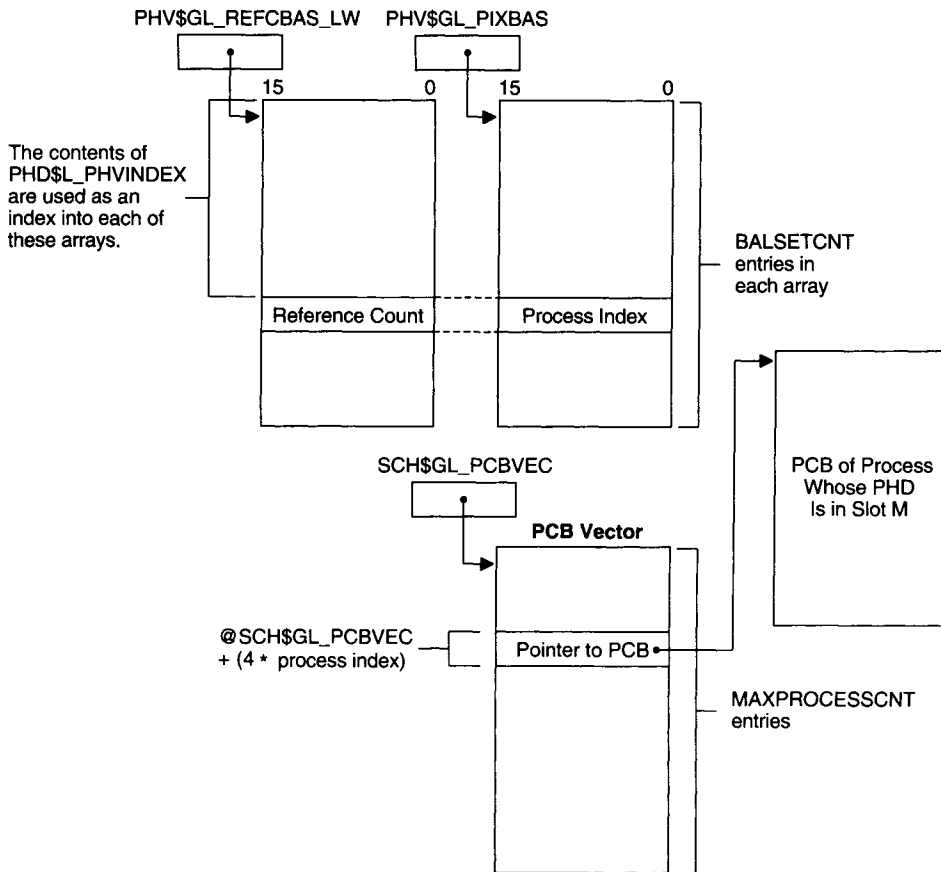 PHV$GL_REFCBAS_LW
PHV$GL_PIXBAS
15 0
15 0
The contents of
PHD$L_PHVINDEX
are used as an
index into each of
these arrays.
BALSETCNT
entries in
each array
Reference Count
Process Index
SCH$GL_PCBVEC
PCB Vector
PCB of Process
Whose PHD
Is in Slot M
@SCH$GL_PCBVEC
+ (4 * process index)
Pointer to PCB
MAXPROCESSCNT
entries